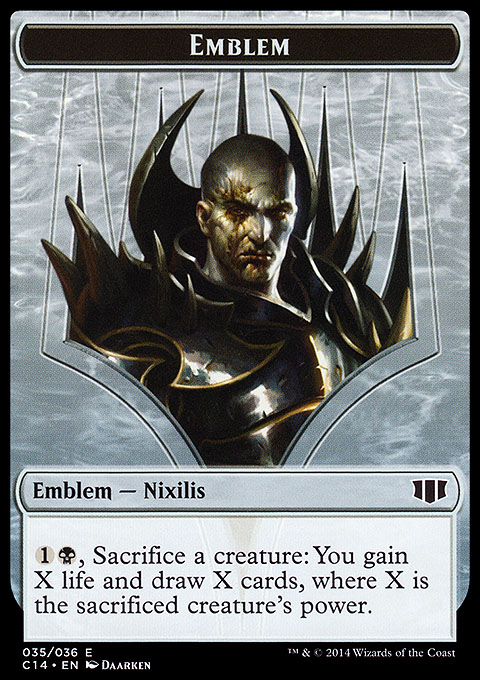 EMBLEM
Emblem — Nixilis
1, Sacrifice a creature: You gain
X life and draw X cards, where X is
the sacrificed creature's power.
035/036 E
C14 • EN DAARKEN
™ & © 2014 Wizards of the Coast